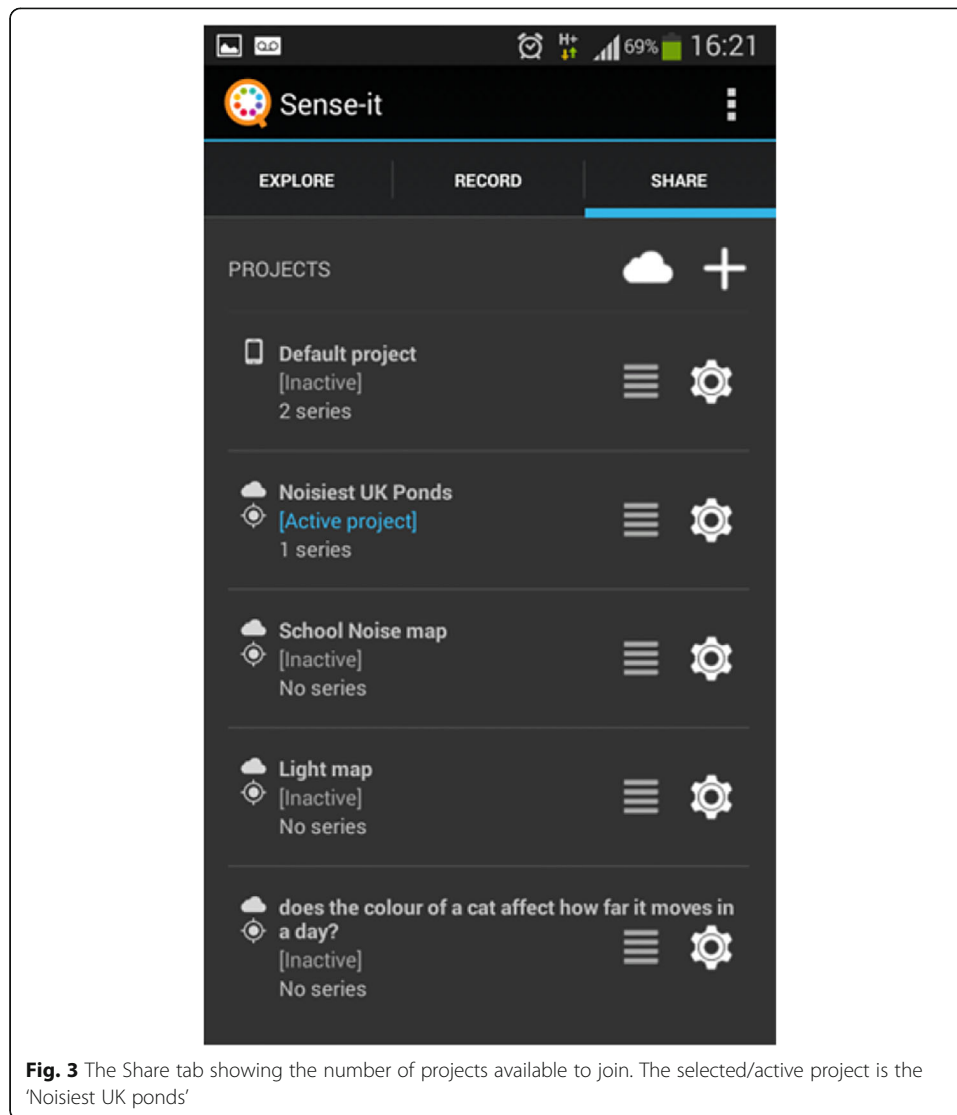 H+
69% 16:21
Sense-it
EXPLORE RECORD SHARE
PROJECTS
Default project
[Inactive]
2 series
Noisiest UK Ponds
[Active project]
1 series
School Noise map
[Inactive]
No series
Light map
[Inactive]
No series
does the colour of a cat affect how far it moves in
a day?
[Inactive]
No series
Fig. 3 The Share tab showing the number of projects available to join. The selected/active project is the
‘Noisiest UK ponds’